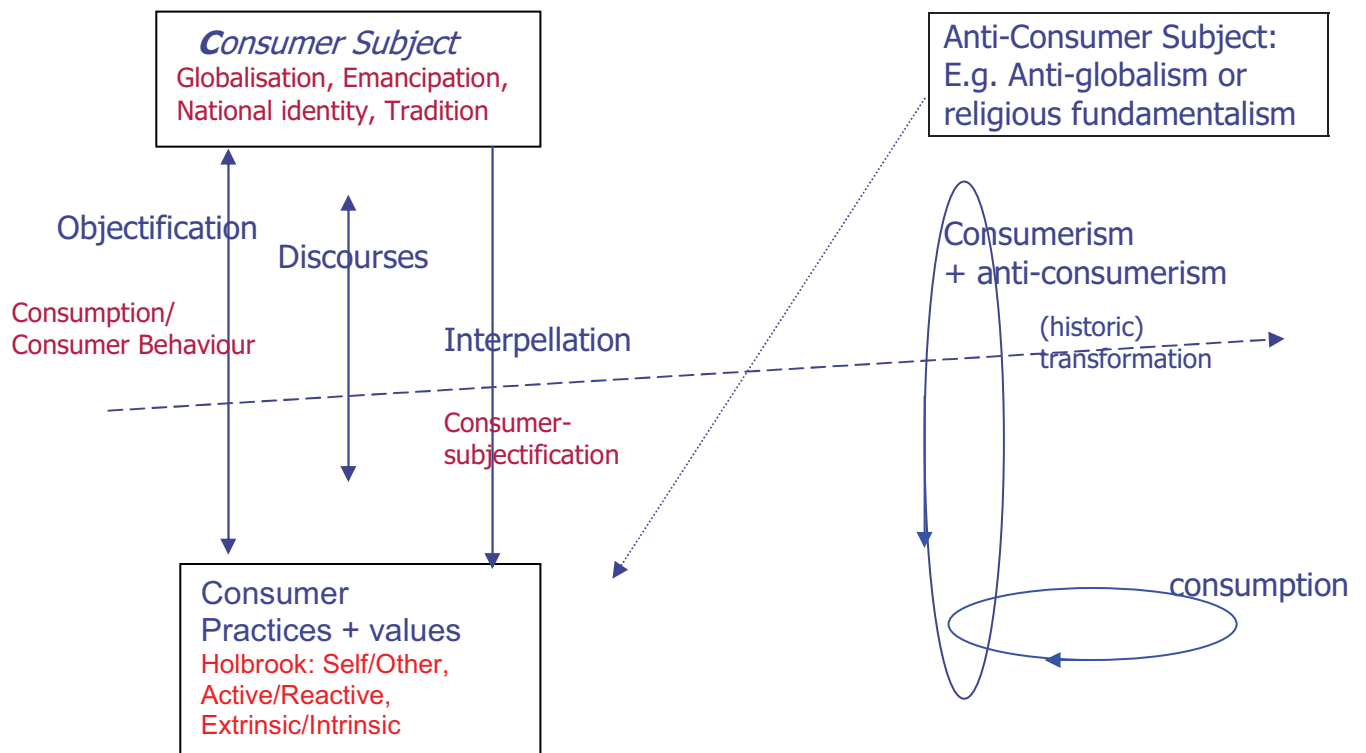 Consumer Subject
Globalisation, Emancipation,
National identity, Tradition
Anti-Consumer Subject:
E.g. Anti-globalism or
religious fundamentalism
Objectification
Discourses
Consumption/
Consumer Behaviour
Interpellation
Consumer-
subjectification
Consumerism
+ anti-consumerism
(historic)
transformation
Consumer
Practices + values
Holbrook: Self/Other,
Active/Reactive,
Extrinsic/Intrinsic
consumption